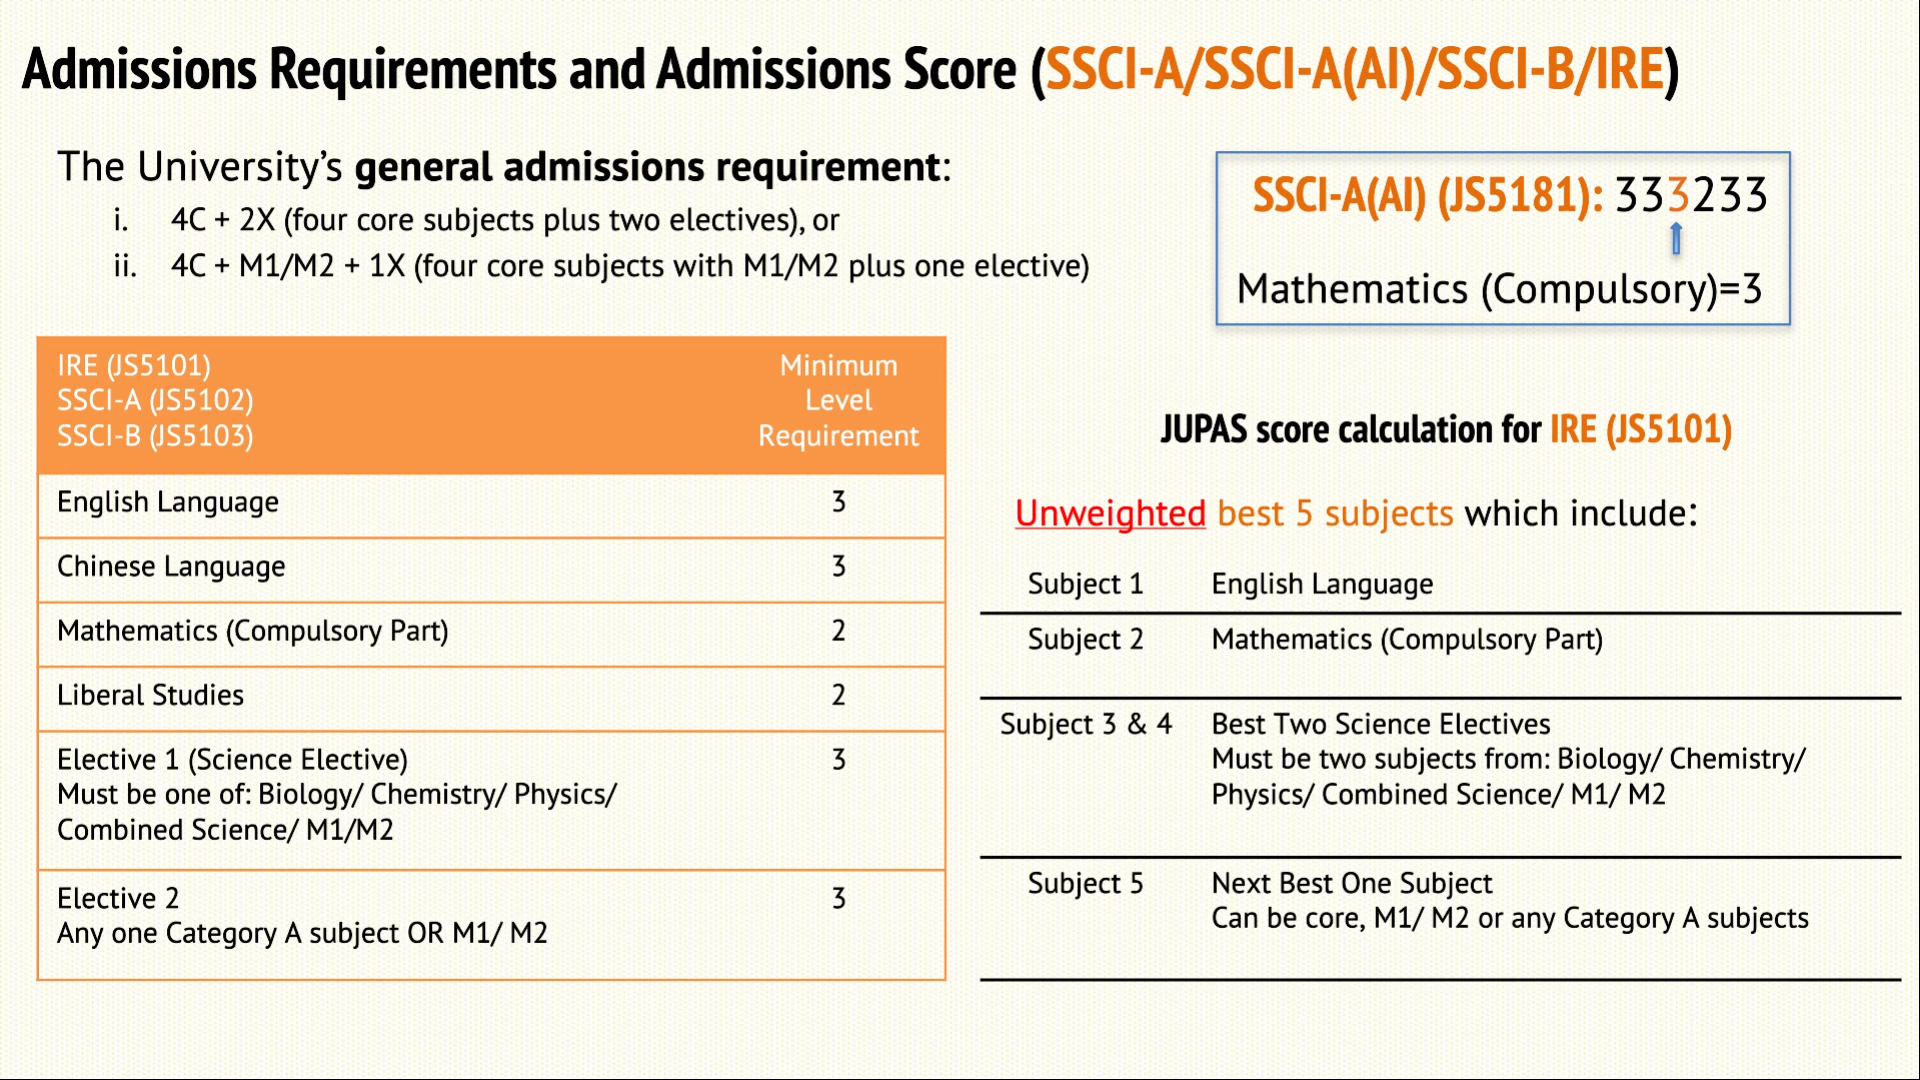 Admissions Requirements and Admissions Score (SSCI-A/SSCI-A(AI)/SSCI-B/IRE)
The University’s general admissions requirement:
i. 4C + 2X (four core subjects plus two electives), or
ii. 4C + M1/M2 + 1X (four core subjects with M1/M2 plus one elective)
SSCI-A(AI) (JS5181): 333233
Mathematics (Compulsory)=3
IRE (JS5101)
SSCI-A (JS5102)
SSCI-B (JS5103)
Minimum
Level
Requirement
English Language 3
Chinese Language 3
Mathematics (Compulsory Part) 2
Liberal Studies 2
Elective 1 (Science Elective) 3
Must be one of: Biology/ Chemistry/ Physics/
Combined Science/ M1/M2
Elective 2 3
Any one Category A subject OR M1/ M2
JUPAS score calculation for IRE (JS5101)
Unweighted best 5 subjects which include:
Subject 1 English Language
Subject 2 Mathematics (Compulsory Part)
Subject 3 & 4 Best Two Science Electives
Must be two subjects from: Biology/ Chemistry/
Physics/ Combined Science/ M1/ M2
Subject 5 Next Best One Subject
Can be core, M1/ M2 or any Category A subjects